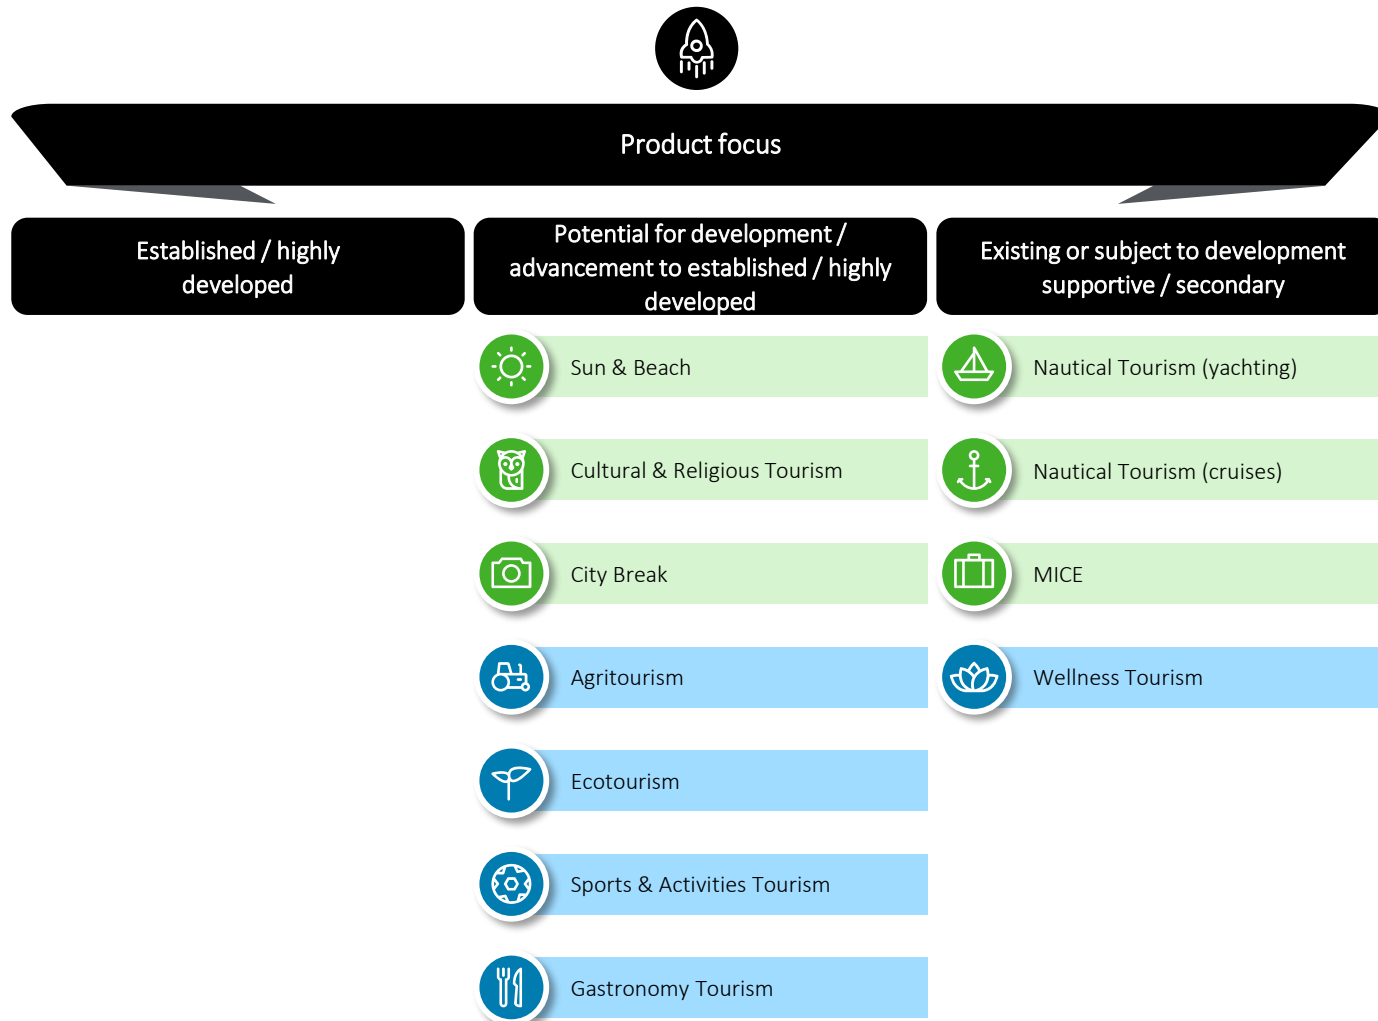 Product focus
Established / highly
developed
Potential for development /
advancement to established / highly
developed
Existing or subject to development
supportive / secondary
Sun & Beach
Cultural & Religious Tourism
City Break
Agritourism
Ecotourism
Sports & Activities Tourism
Gastronomy Tourism
Nautical Tourism (yachting)
Nautical Tourism (cruises)
MICE
Wellness Tourism